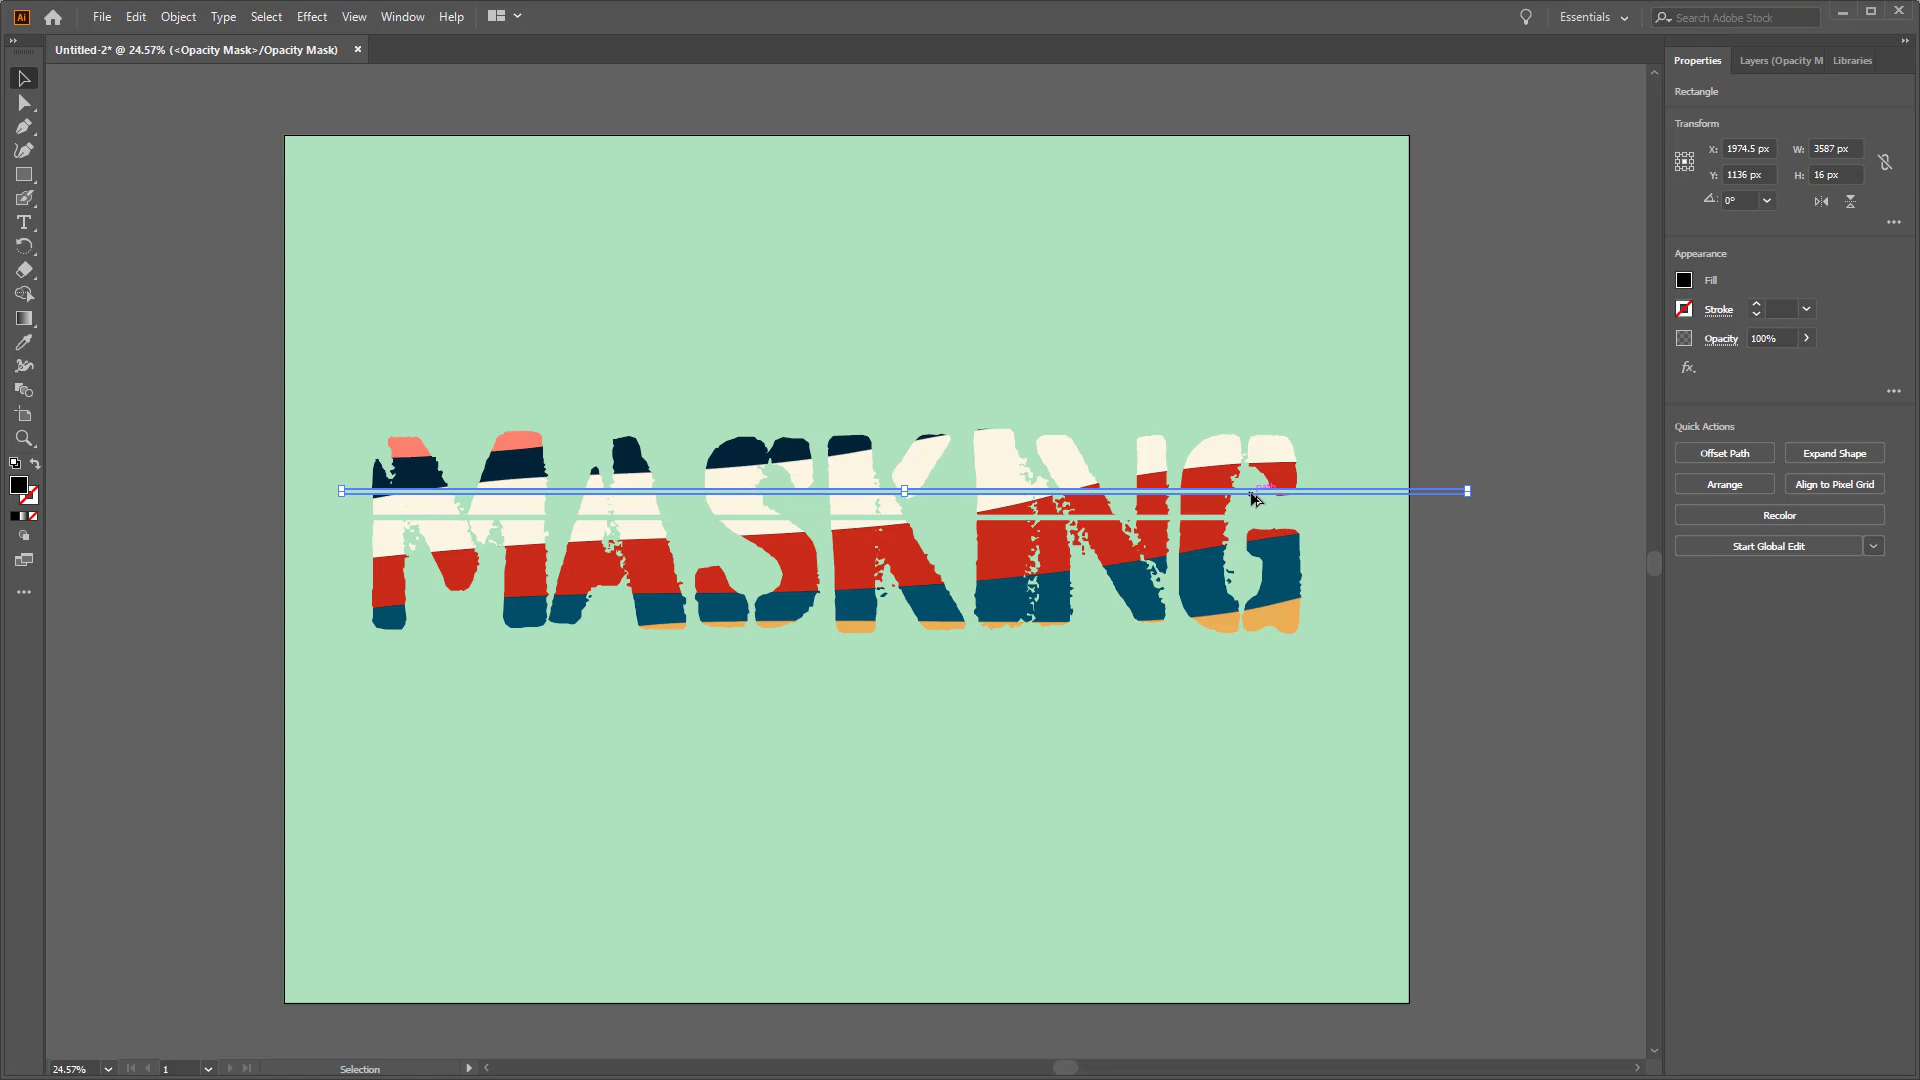 Ai File Edit Object Type Select Effect View Window Help Essentials Search Adobe Stock
Untitled-2* @ 24.57% (<Opacity Mask>/Opacity Mask) ×
Properties Layers (Opacity M Libraries
Rectangle
Transform
X: 1974.5 px W: 3587 px
Y: 1136 px H: 16 px
0°
Appearance
Fill
Stroke
Opacity 100%
fx.
Quick Actions
Offset Path Expand Shape
Arrange Align to Pixel Grid
Recolor
Start Global Edit
MASKING
24.57% 1 Selection